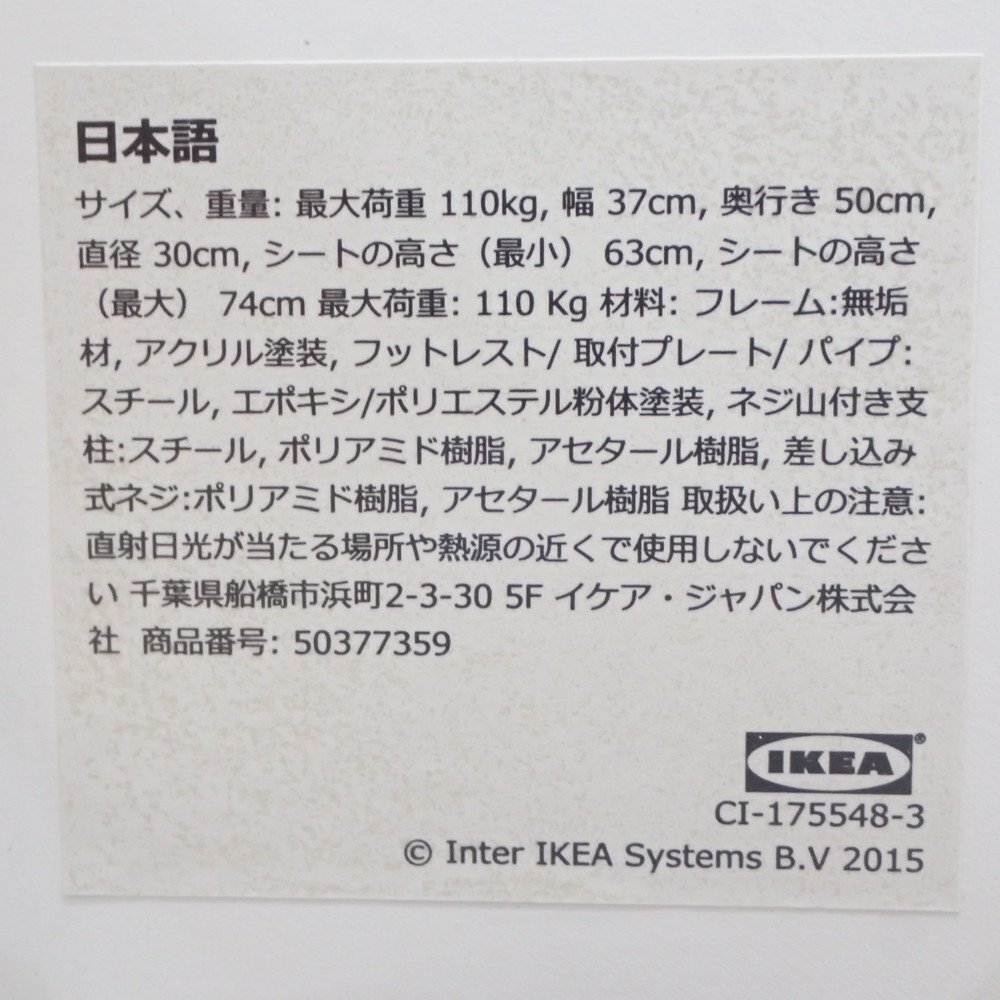 日本語
サイズ、重量: 最大荷重 110kg, 幅 37cm, 奥行き 50cm,
直径 30cm, シートの高さ（最小） 63cm, シートの高さ
（最大） 74cm 最大荷重: 110 Kg 材料: フレーム:無垢
材, アクリル塗装, フットレスト/ 取付プレート/ パイプ:
スチール, エポキシ/ポリエステル粉体塗装, ネジ山付き支
柱:スチール, ポリアミド樹脂, アセタール樹脂, 差し込み
式ネジ:ポリアミド樹脂, アセタール樹脂 取扱い上の注意:
直射日光が当たる場所や熱源の近くで使用しないでくださ
い 千葉県船橋市浜町2-3-30 5F イケア・ジャパン株式会
社 商品番号: 50377359
IKEA®
CI-175548-3
© Inter IKEA Systems B.V 2015